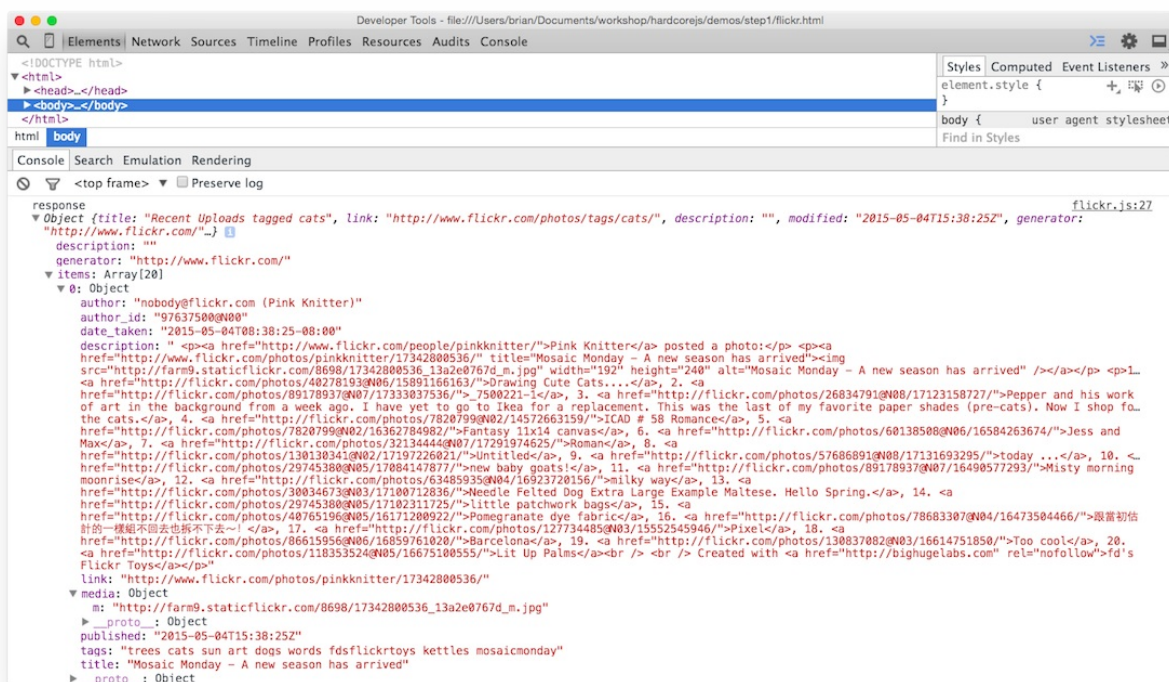 Developer Tools - file:///Users/brian/Documents/workshop/hardcorejs/demos/step1/flickr.html
Elements Network Sources Timeline Profiles Resources Audits Console
<!DOCTYPE html>
▼<html>
▶<head>…</head>
▶<body>…</body>
</html>
html body
Styles Computed Event Listeners »
element.style {
}
body { user agent stylesheet
Find in Styles
Console Search Emulation Rendering
<top frame> ▼ Preserve log
response
flickr.js:27
▼Object {title: "Recent Uploads tagged cats", link: "http://www.flickr.com/photos/tags/cats/", description: "", modified: "2015-05-04T15:38:25Z", generator:
"http://www.flickr.com/"…}
description: ""
generator: "http://www.flickr.com/"
▼items: Array[20]
▼0: Object
author: "nobody@flickr.com (Pink Knitter)"
author_id: "97637500@N00"
date_taken: "2015-05-04T08:38:25-08:00"
description: " <p><a href="http://www.flickr.com/people/pinkknitter/">Pink Knitter</a> posted a photo:</p> <p><a
href="http://www.flickr.com/photos/pinkknitter/17342800536/" title="Mosaic Monday – A new season has arrived"><img
src="http://farm9.staticflickr.com/8698/17342800536_13a2e0767d_m.jpg" width="192" height="240" alt="Mosaic Monday – A new season has arrived" /></a></p> <p>1…
<a href="http://www.flickr.com/photos/40278193@N06/15891166163/">Drawing Cute Cats....</a>, 2. <a
href="http://www.flickr.com/photos/89178937@N07/17333037536/">_7500221-1</a>, 3. <a href="http://www.flickr.com/photos/26834791@N08/17123158727/">Pepper and his work
of art in the background from a week ago. I have yet to go to Ikea for a replacement. This was the last of my favorite paper shades (pre-cats). Now I shop fo…
the cats.</a>, 4. <a href="http://www.flickr.com/photos/7820799@N02/14572663159/">ICAD # 58 Romance</a>, 5. <a
href="http://www.flickr.com/photos/7820799@N02/16362784982/">Fantasy 11x14 canvas</a>, 6. <a href="http://www.flickr.com/photos/60138508@N06/16584263674/">Jess and
Max</a>, 7. <a href="http://www.flickr.com/photos/32134444@N07/17291974625/">Roman</a>, 8. <a
href="http://www.flickr.com/photos/130130341@N02/17197226021/">Untitled</a>, 9. <a href="http://www.flickr.com/photos/57686891@N08/17131693295/">today ...</a>, 10. <…
href="http://www.flickr.com/photos/29745380@N05/17084147877/">new baby goats!</a>, 11. <a href="http://www.flickr.com/photos/89178937@N07/16490577293/">Misty morning
moonrise</a>, 12. <a href="http://www.flickr.com/photos/63485935@N04/16923720156/">milky way</a>, 13. <a
href="http://www.flickr.com/photos/30034673@N03/17100712836/">Needle Felted Dog Extra Large Example Maltese. Hello Spring.</a>, 14. <a
href="http://www.flickr.com/photos/29745380@N05/17102311725/">little patchwork bags</a>, 15. <a
href="http://www.flickr.com/photos/40765196@N05/16171200922/">Pomegranate dye fabric</a>, 16. <a href="http://www.flickr.com/photos/78683307@N04/16473504466/">跟當初估
計的一樣組不回去也拆不下去～! </a>, 17. <a href="http://www.flickr.com/photos/127734485@N03/15552545946/">Pixel</a>, 18. <a
href="http://www.flickr.com/photos/86615956@N06/16859761020/">Barcelona</a>, 19. <a href="http://www.flickr.com/photos/130837082@N03/16614751850/">Too cool</a>, 20.
<a href="http://www.flickr.com/photos/118353524@N05/16675100555/">Lit Up Palms</a><br /> <br /> Created with <a href="http://bighugelabs.com" rel="nofollow">fd's
Flickr Toys</a></p>"
link: "http://www.flickr.com/photos/pinkknitter/17342800536/"
▼media: Object
m: "http://farm9.staticflickr.com/8698/17342800536_13a2e0767d_m.jpg"
▶__proto__: Object
published: "2015-05-04T15:38:25Z"
tags: "trees cats sun art dogs words fdsflickrtoys kettles mosaicmonday"
title: "Mosaic Monday – A new season has arrived"
▶__proto__: Object